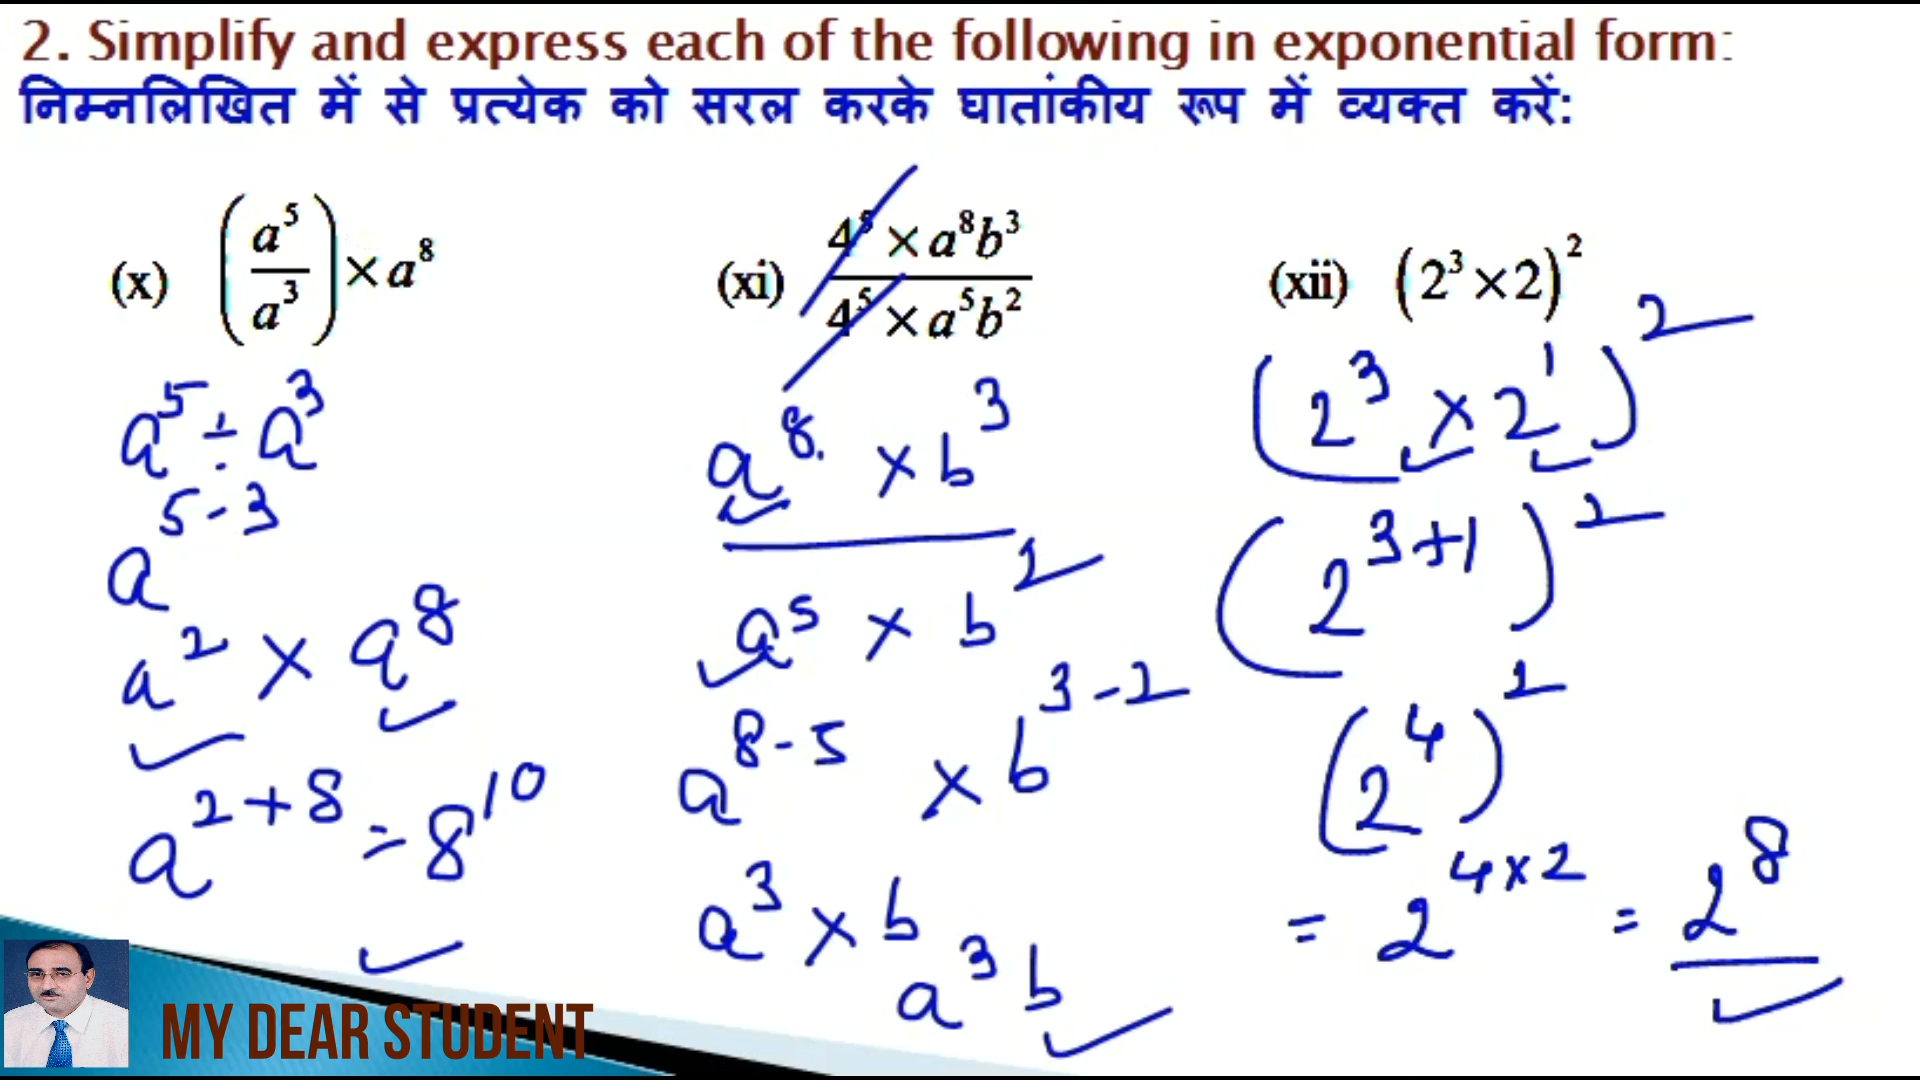 2. Simplify and express each of the following in exponential form:
निम्नलिखित में से प्रत्येक को सरल करके घातांकीय रूप में व्यक्त करें:
(x) (a⁵/a³) × a⁸
a⁵ ÷ a³
a⁵⁻³
a² × a⁸
a²⁺⁸ = 8¹⁰
(xi) 4⁵ × a⁸b³ / 4⁵ × a⁵b²
a⁸ × b³
a⁵ × b²
a⁸⁻⁵ × b³⁻²
a³ × b
a³b
(xii) (2³ × 2)²
(2³ × 2¹)²
(2³⁺¹)²
(2⁴)²
= 2⁴ˣ² = 2⁸
MY DEAR STUDENT